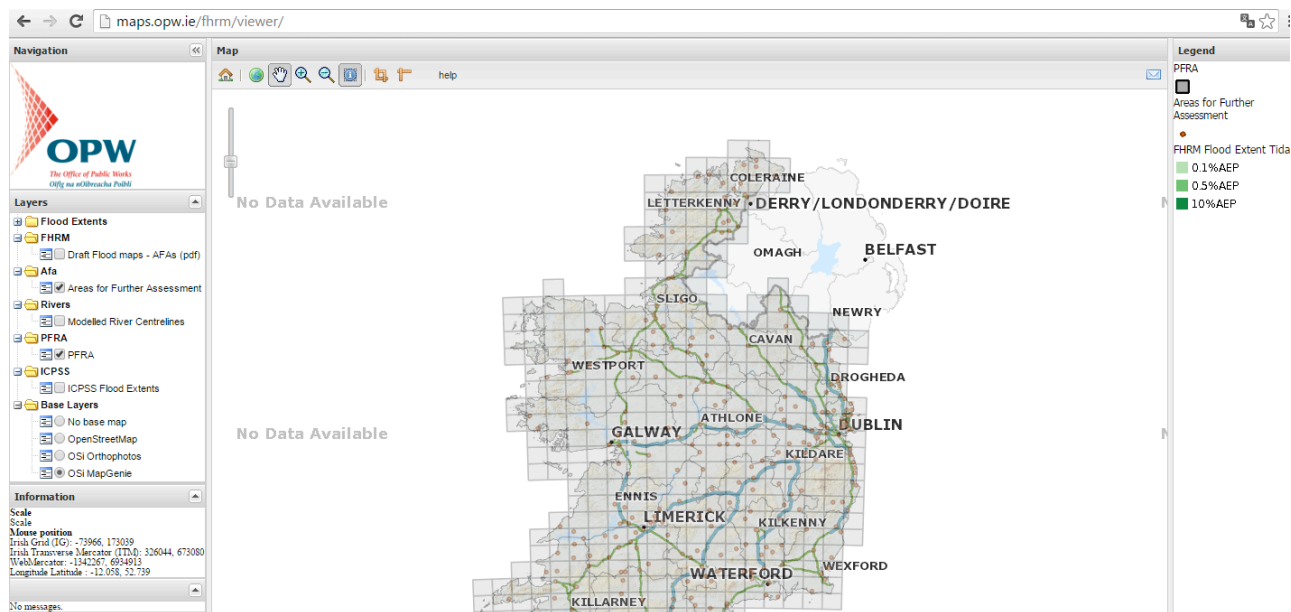 maps.opw.ie/fhrm/viewer/
Navigation
OPW
The Office of Public Works
Oifig na nOibreacha Poiblí
Layers
Flood Extents
FHRM
Draft Flood maps - AFAs (pdf)
Afa
Areas for Further Assessment
Rivers
Modelled River Centrelines
PFRA
PFRA
ICPSS
ICPSS Flood Extents
Base Layers
No base map
OpenStreetMap
OSi Orthophotos
OSi MapGenie
Information
Scale
Scale
Mouse position
Irish Grid (IG): -73966, 173039
Irish Transverse Mercator (ITM): 326044, 673080
WebMercator: -1342267, 6934913
Longitude Latitude : -12.058, 52.739
No messages.
Map
help
No Data Available
COLERAINE
LETTERKENNY
DERRY/LONDONDERRY/DOIRE
OMAGH
BELFAST
SLIGO
NEWRY
CAVAN
WESTPORT
DROGHEDA
ATHLONE
DUBLIN
No Data Available
GALWAY
KILDARE
ENNIS
LIMERICK
KILKENNY
WATERFORD
WEXFORD
KILLARNEY
Legend
PFRA
Areas for Further
Assessment
FHRM Flood Extent Tida
0.1%AEP
0.5%AEP
10%AEP